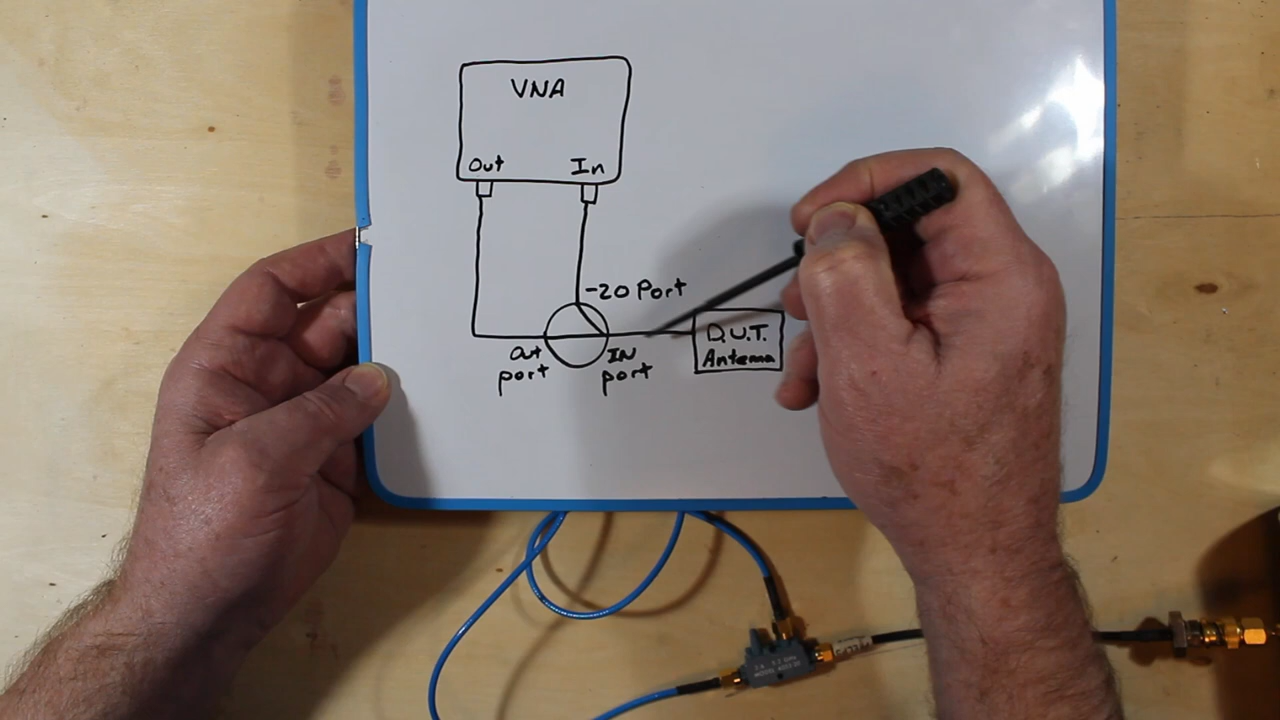 VNA
Out In
-20 Port
Out port
IN port
D.U.T.
Antenna